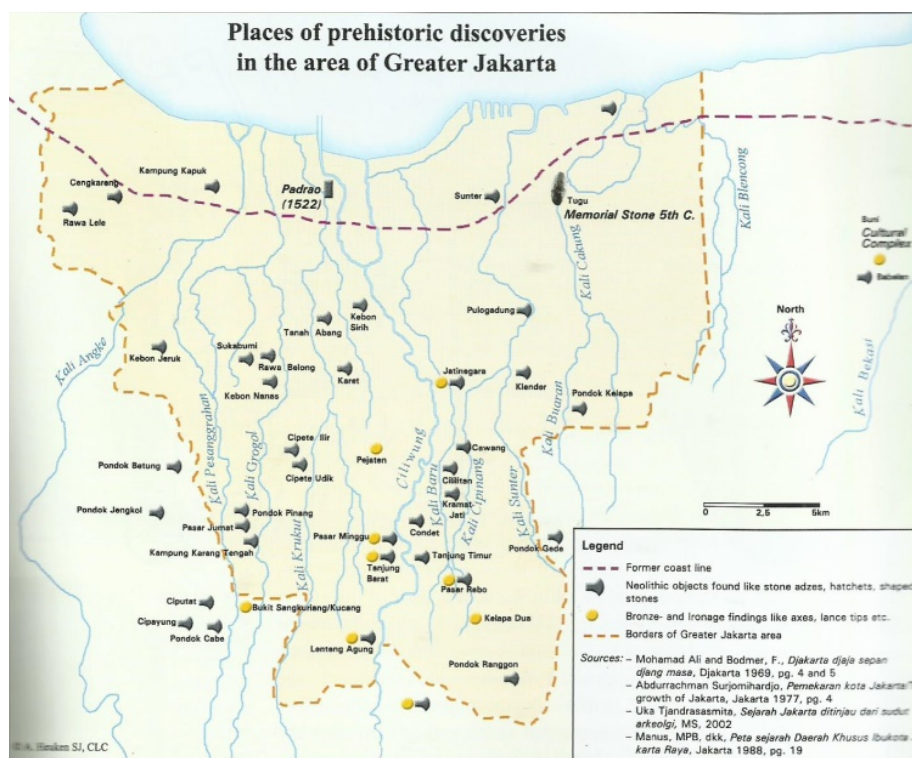 Places of prehistoric discoveries
in the area of Greater Jakarta
Kampung Kapuk
Cengkareng
Rawa Lele
Padrao
(1522)
Sunter
Tugu
Memorial Stone 5th C.
Kali Blencong
Buni
Cultural
Complex
Babelan
Kali Cakung
Kali Angke
Kebon Jeruk
Sukabumi
Rawa Belong
Kebon Nanas
Tanah Abang
Kebon
Sirih
Karet
Pulogadung
Jatinegara
Klender
Pondok Kelapa
North
Kali Bekasi
Kali Buaran
Pondok Betung
Kali Pesanggrahan
Kali Grogol
Cipete Ilir
Cipete Udik
Pejaten
Ciliwung
Kali Baru
Cawang
Cililitan
Kramat-
Jati
Kali Cipinang
Kali Sunter
Pondok Jengkol
Pondok Pinang
Pasar Jumat
Kampung Karang Tengah
Kali Krukut
Pasar Minggu
Condet
Tanjung
Barat
Tanjung Timur
Pondok Gede
Pasar Rebo
0 2,5 5km
Ciputat
Cipayung
Pondok Cabe
Bukit Sangkuriang/Kucang
Kelapa Dua
Lenteng Agung
Pondok Ranggon
Legend
Former coast line
Neolithic objects found like stone adzes, hatchets, shaped
stones
Bronze- and Ironage findings like axes, lance tips etc.
Borders of Greater Jakarta area
Sources: – Mohamad Ali and Bodmer, F., Djakarta djaja sepan
djang masa, Djakarta 1969, pg. 4 and 5
– Abdurrachman Surjomihardjo, Pemekaran kota Jakarta/T
growth of Jakarta, Jakarta 1977, pg. 4
– Uka Tjandrasasmita, Sejarah Jakarta ditinjau dari sudut
arkeolgi, MS, 2002
– Manus, MPB, dkk, Peta sejarah Daerah Khusus Ibukota
karta Raya, Jakarta 1988, pg. 19
A. Heuken SJ, CLC